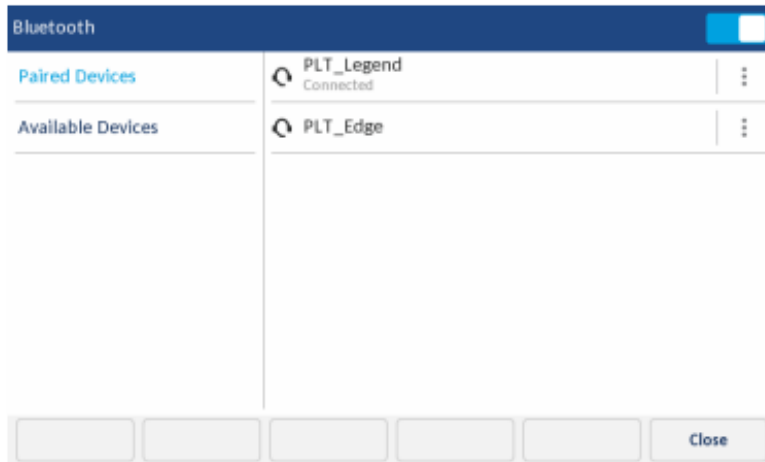 Bluetooth
Paired Devices
Available Devices
PLT_Legend
Connected
PLT_Edge
Close